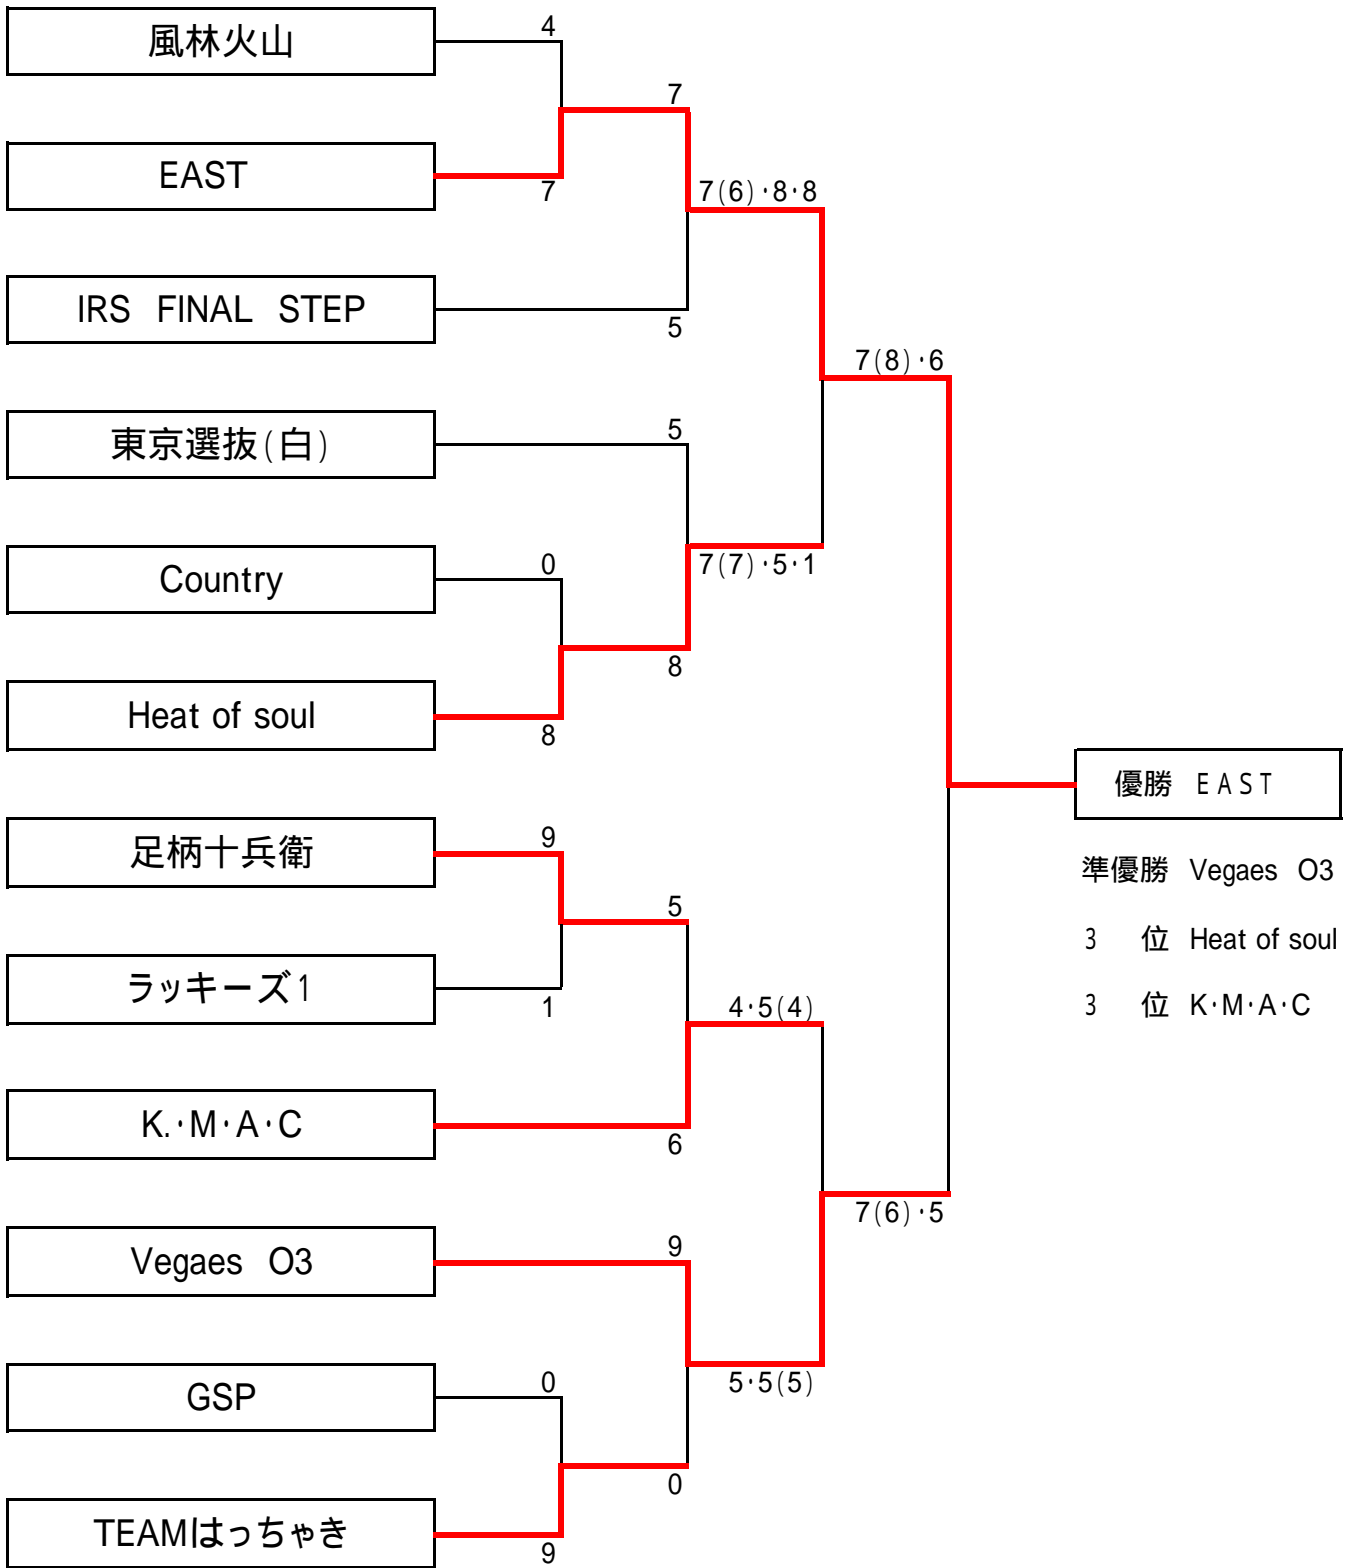 風林火山
4
7
EAST
7
7(6)・8・8
IRS FINAL STEP
5
7(8)・6
東京選抜(白)
5
Country
0
7(7)・5・1
Heat of soul
8
8
優勝 EAST
足柄十兵衛
9
準優勝 Vegaes O3
5
3 位 Heat of soul
ラッキーズ1
1
4・5(4)
3 位 K・M・A・C
K.・M・A・C
6
7(6)・5
Vegaes O3
9
GSP
0
5・5(5)
0
TEAMはっちゃき
9